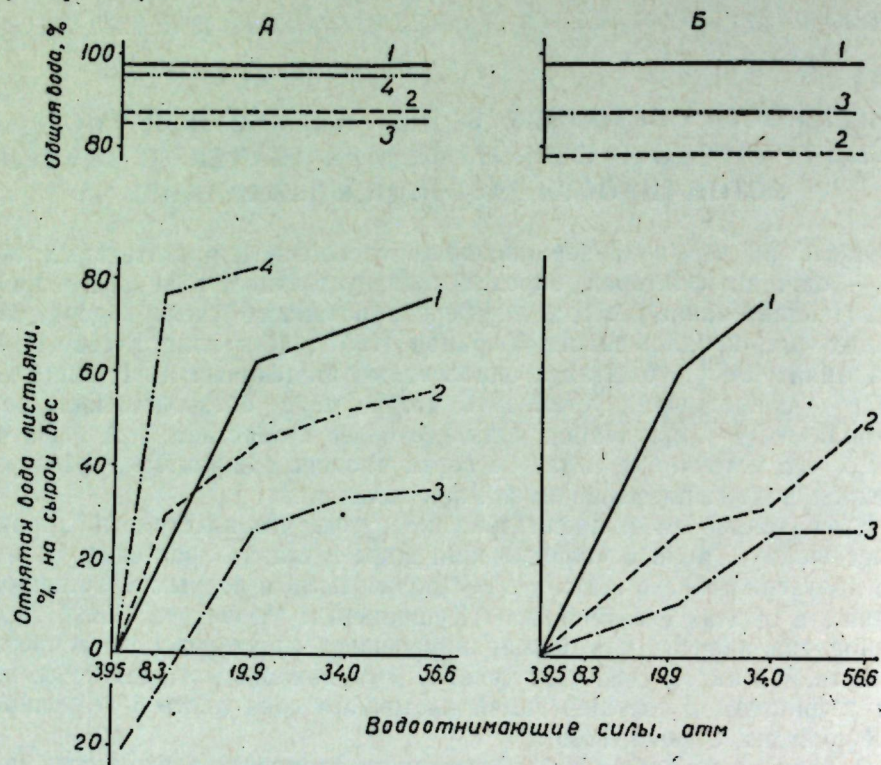 А
Б
Общая вода, %
100
80
1
4
2
3
1
3
2
Отнятая вода листьями,
% на сырой вес
80
60
40
20
0
20
4
1
2
3
1
2
3
3,95 8,3 19,9 34,0 56,6
3,95 8,3 19,9 34,0 56,6
Водоотнимающие силы, атм